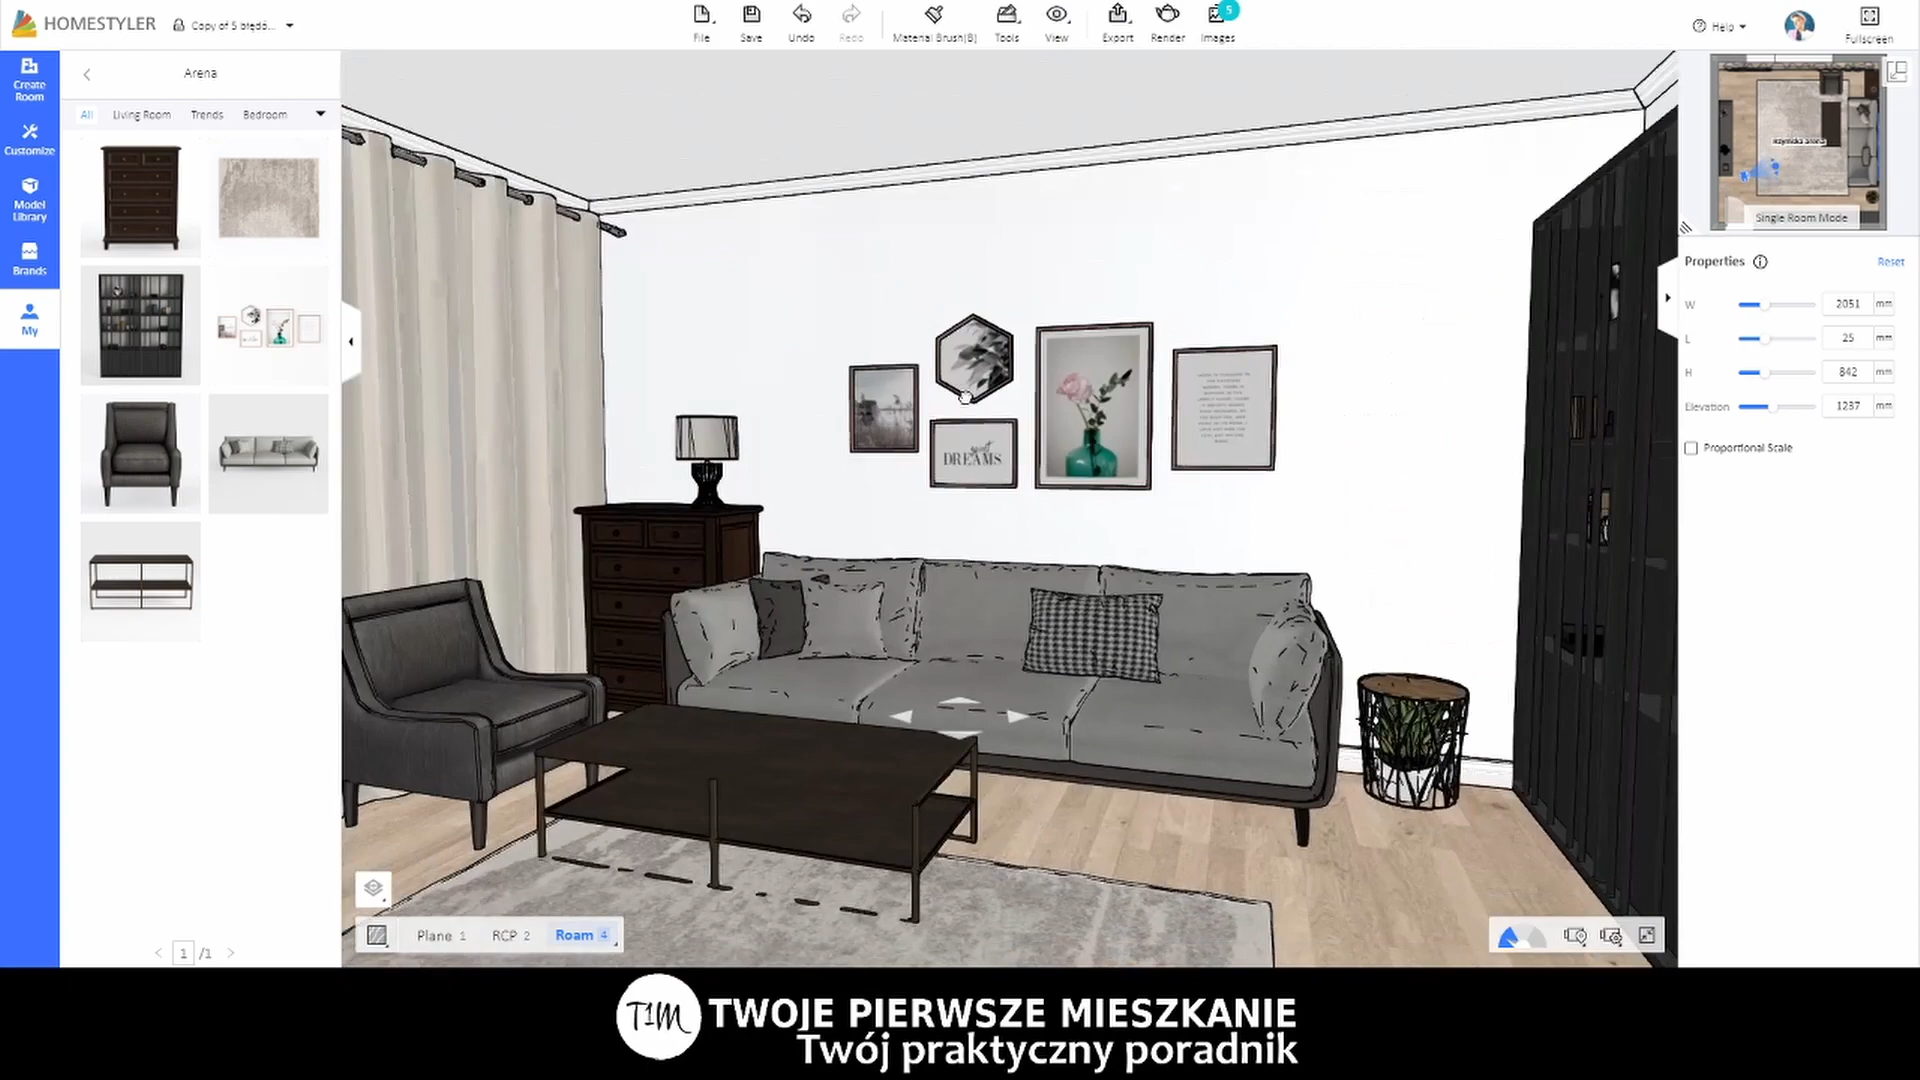 HOMESTYLER
Copy of 5 błędó...
File
Save
Undo
Redo
Material Brush(B)
Tools
View
Export
Render
Images
5
Help
Fullscreen
Create
Room
Customize
Model
Library
Brands
My
Arena
All
Living Room
Trends
Bedroom
1 /1
sweet
DREAMS
Plane 1
RCP 2
Roam 4
Single Room Mode
Properties
Reset
W 2051 mm
L 25 mm
H 842 mm
Elevation 1237 mm
Proportional Scale
T1M
TWOJE PIERWSZE MIESZKANIE
Twój praktyczny poradnik